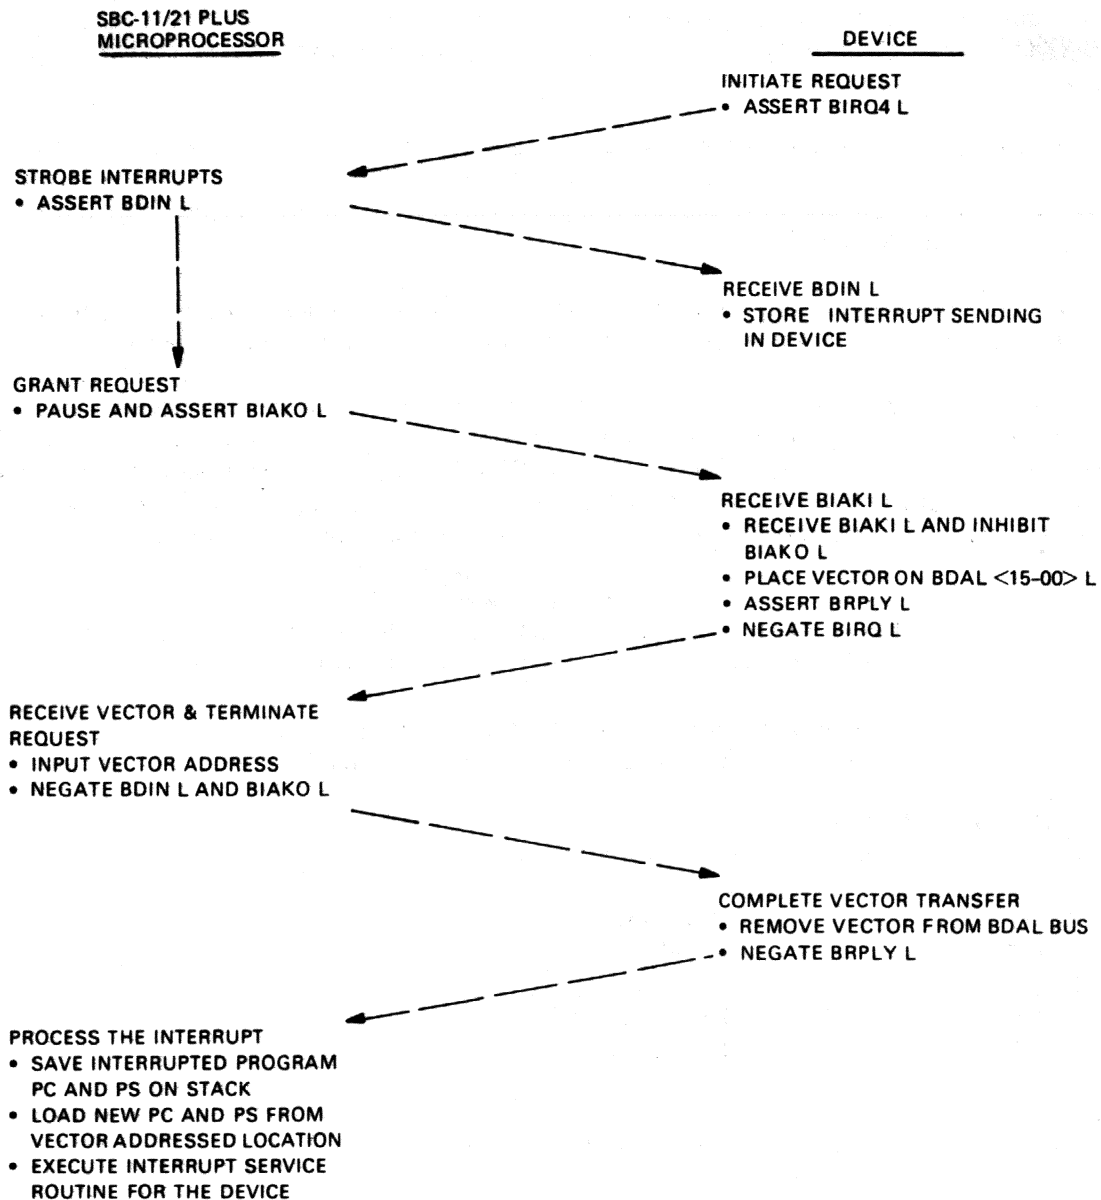 SBC-11/21 PLUS
MICROPROCESSOR
DEVICE
INITIATE REQUEST
• ASSERT BIRQ4 L
STROBE INTERRUPTS
• ASSERT BDIN L
RECEIVE BDIN L
• STORE INTERRUPT SENDING
IN DEVICE
GRANT REQUEST
• PAUSE AND ASSERT BIAKO L
RECEIVE BIAKI L
• RECEIVE BIAKI L AND INHIBIT
BIAKO L
• PLACE VECTOR ON BDAL <15-00> L
• ASSERT BRPLY L
• NEGATE BIRQ L
RECEIVE VECTOR & TERMINATE
REQUEST
• INPUT VECTOR ADDRESS
• NEGATE BDIN L AND BIAKO L
COMPLETE VECTOR TRANSFER
• REMOVE VECTOR FROM BDAL BUS
• NEGATE BRPLY L
PROCESS THE INTERRUPT
• SAVE INTERRUPTED PROGRAM
PC AND PS ON STACK
• LOAD NEW PC AND PS FROM
VECTOR ADDRESSED LOCATION
• EXECUTE INTERRUPT SERVICE
ROUTINE FOR THE DEVICE